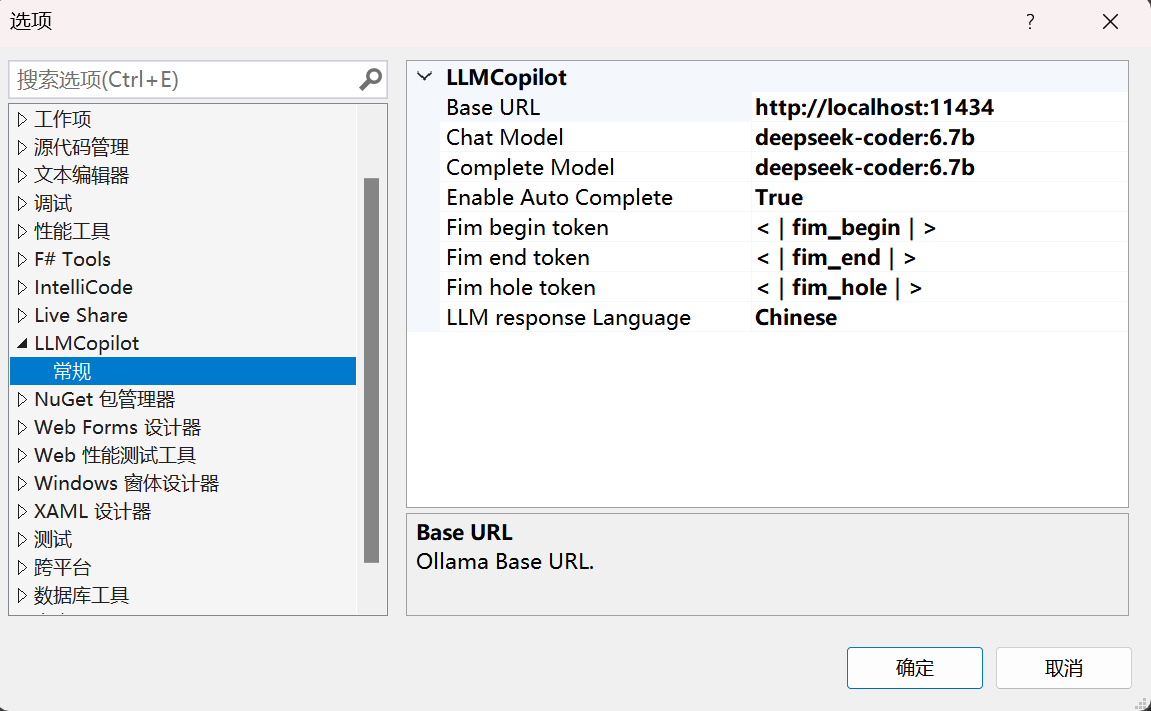 选项
?
搜索选项(Ctrl+E)
工作项
源代码管理
文本编辑器
调试
性能工具
F# Tools
IntelliCode
Live Share
LLMCopilot
常规
NuGet 包管理器
Web Forms 设计器
Web 性能测试工具
Windows 窗体设计器
XAML 设计器
测试
跨平台
数据库工具
LLMCopilot
Base URL http://localhost:11434
Chat Model deepseek-coder:6.7b
Complete Model deepseek-coder:6.7b
Enable Auto Complete True
Fim begin token <｜fim_begin｜>
Fim end token <｜fim_end｜>
Fim hole token <｜fim_hole｜>
LLM response Language Chinese
Base URL
Ollama Base URL.
确定 取消